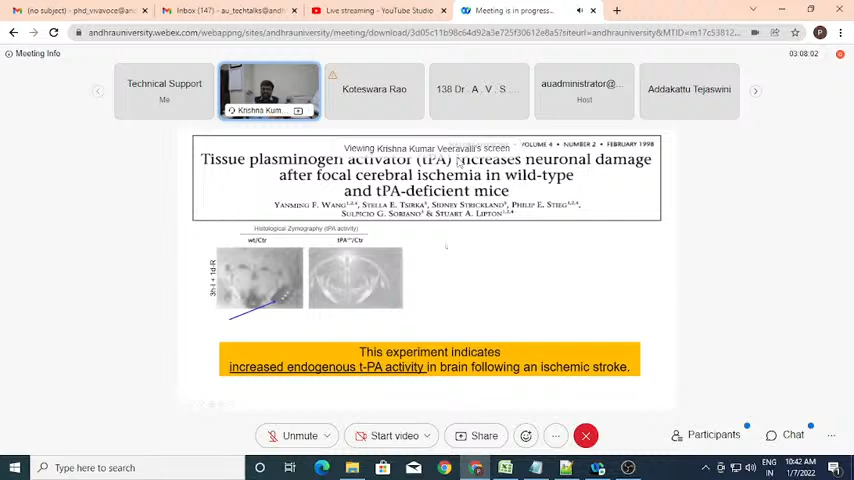 (no subject) - phd_vivavoce@and
Inbox (147) - au_techtalks@andh
Live streaming - YouTube Studio
Meeting is in progress...
andhrauniversity.webex.com/webappng/sites/andhrauniversity/meeting/download/3d05c11b98c64d92a3e725f30612e8a5?siteurl=andhrauniversity&MTID=m17c53812...
P
Meeting Info
03:08:02
Technical Support
Me
Krishna Kum...
Koteswara Rao
138 Dr . A . V . S ....
auadministrator@...
Host
Addakattu Tejaswini
Viewing Krishna Kumar Veeravalli's screen
VOLUME 4 • NUMBER 2 • FEBRUARY 1998
Tissue plasminogen activator (tPA) increases neuronal damage
after focal cerebral ischemia in wild-type
and tPA-deficient mice
YANMING F. WANG
STELLA E. TSIRKA
, SIDNEY STRICKLAND
, PHILIP E. STIEG
SULPICIO G. SORIANO
& STUART A. LIPTON
Histological Zymography (tPA activity)
wt/Ctr
tPA-/-/Ctr
3h-I + 1d-R
This experiment indicates
increased endogenous t-PA activity in brain following an ischemic stroke.
Unmute
Start video
Share
Participants
Chat
Type here to search
ENG
IN
10:42 AM
1/7/2022